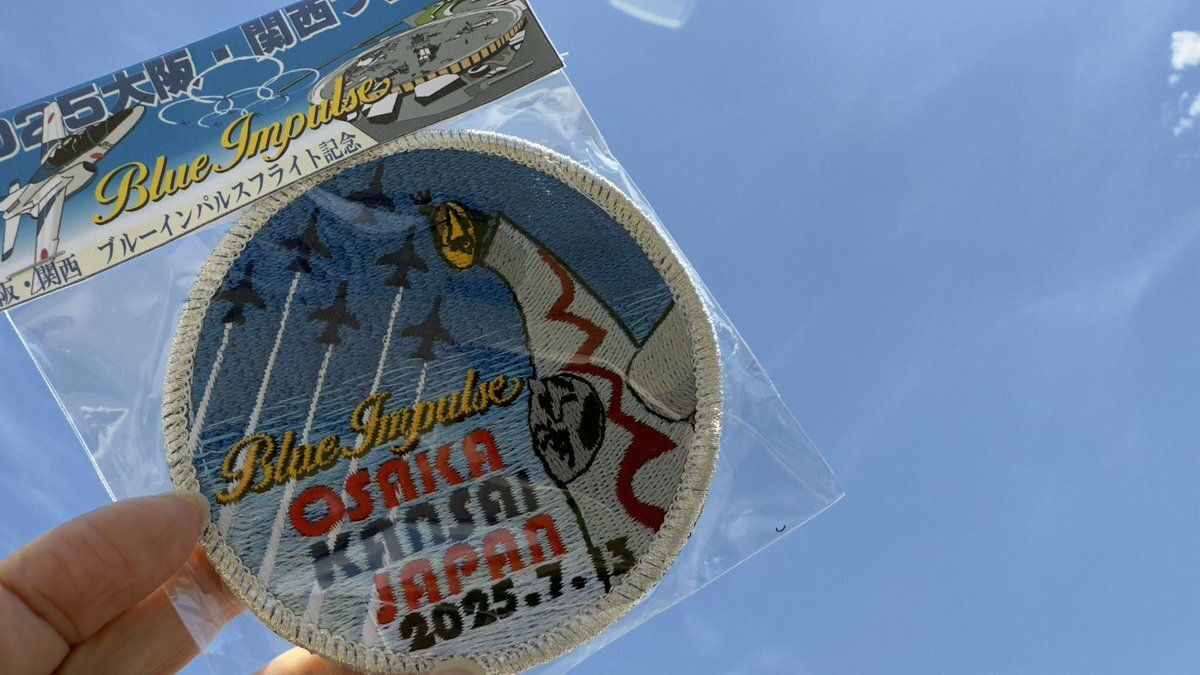 2025大阪・関西
Blue Impulse
阪・関西 ブルーインパルスフライト記念
Blue Impulse
OSAKA
KANSAI
JAPAN
2025.7.13